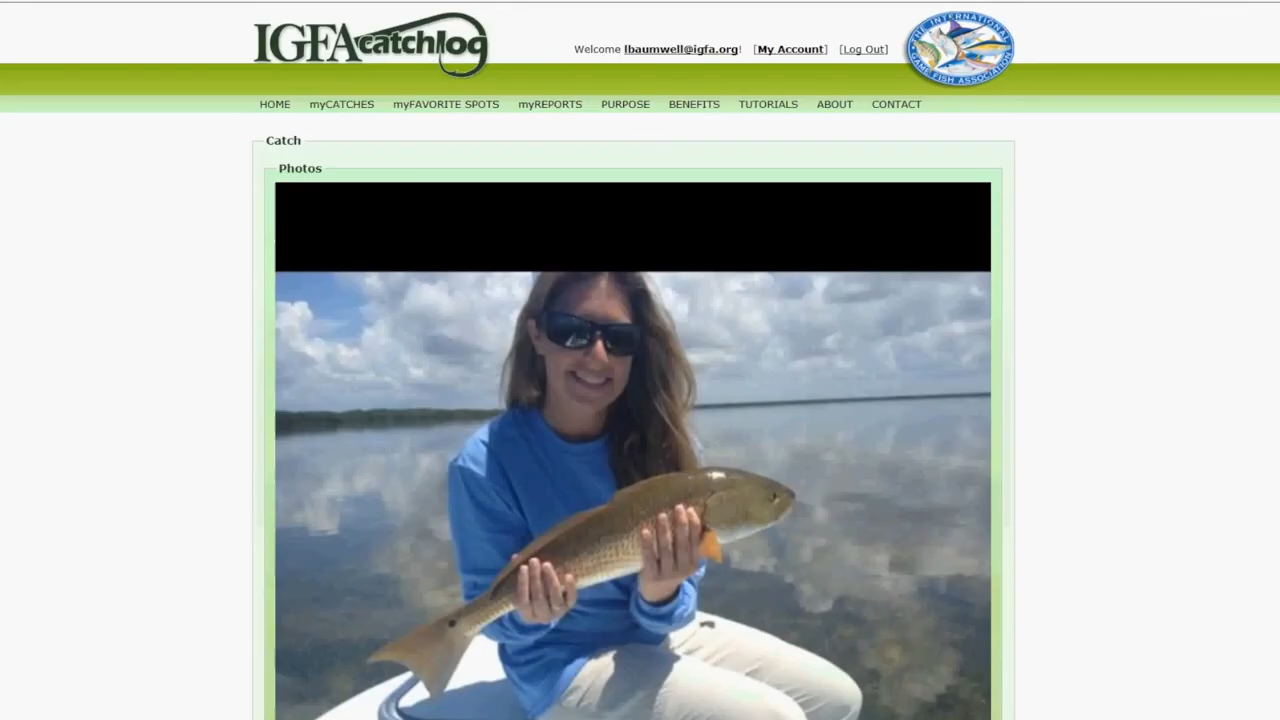 IGFAcatchlog
Welcome lbaumwell@igfa.org! [My Account] [Log Out]
THE INTERNATIONAL
GAME FISH ASSOCIATION
HOME myCATCHES myFAVORITE SPOTS myREPORTS PURPOSE BENEFITS TUTORIALS ABOUT CONTACT
Catch
Photos